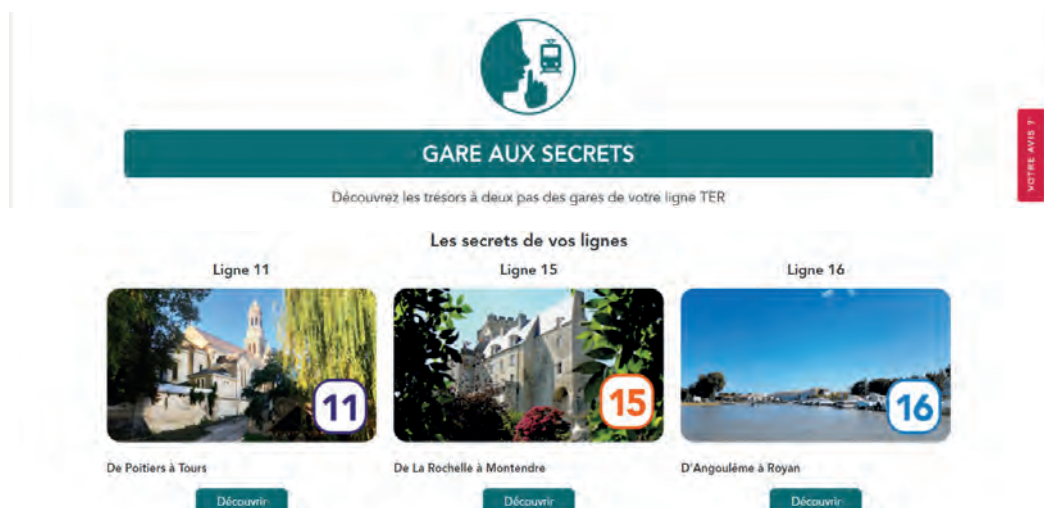 GARE AUX SECRETS
VOTRE AVIS ?
Découvrez les trésors à deux pas des gares de votre ligne TER
Les secrets de vos lignes
Ligne 11
Ligne 15
Ligne 16
11
15
16
De Poitiers à Tours
De La Rochelle à Montendre
D'Angoulême à Royan
Découvrir
Découvrir
Découvrir